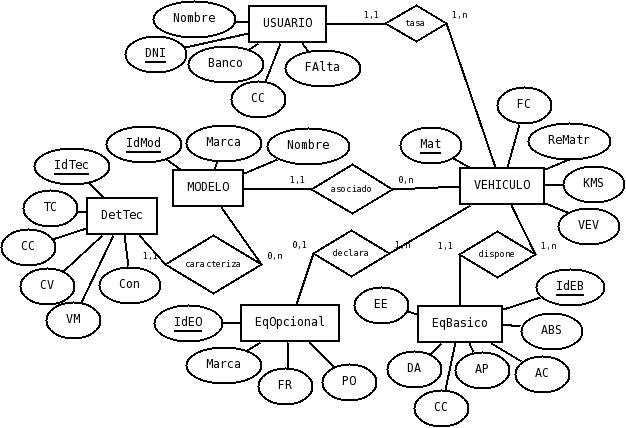 Nombre
USUARIO
1,1
tasa
1,n
DNI
Banco
FAlta
CC
FC
IdMod
Marca
Nombre
Mat
ReMatr
IdTec
MODELO
1,1
asociado
0,n
VEHICULO
KMS
TC
DetTec
VEV
CC
1,1
caracteriza
0,n
0,1
declara
1,n
1,1
dispone
1,n
CV
Con
IdEB
VM
IdEO
EqOpcional
EE
EqBasico
ABS
Marca
FR
PO
DA
AP
AC
CC